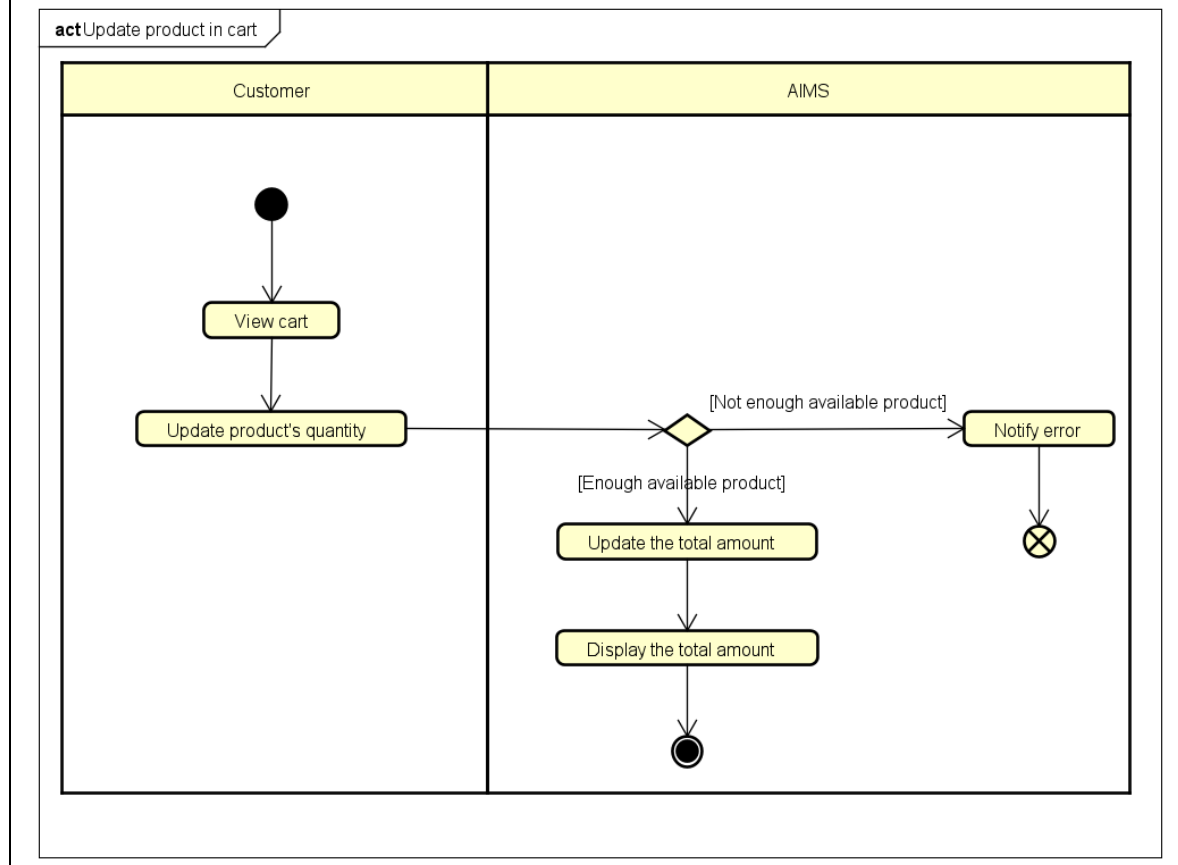 act Update product in cart
Customer
AIMS
View cart
[Not enough available product]
Update product's quantity
Notify error
[Enough available product]
Update the total amount
Display the total amount